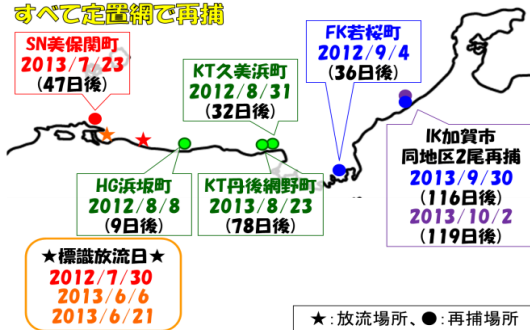 すべて定置網で再捕
SN美保関町
2013/7/23
(47日後)
KT久美浜町
2012/8/31
(32日後)
FK若桜町
2012/9/4
(36日後)
HG浜坂町
2012/8/8
(9日後)
KT丹後網野町
2013/8/23
(78日後)
IK加賀市
同地区2尾再捕
2013/9/30
(116日後)
2013/10/2
(119日後)
★標識放流日★
2012/7/30
2013/6/6
2013/6/21
★:放流場所、●:再捕場所